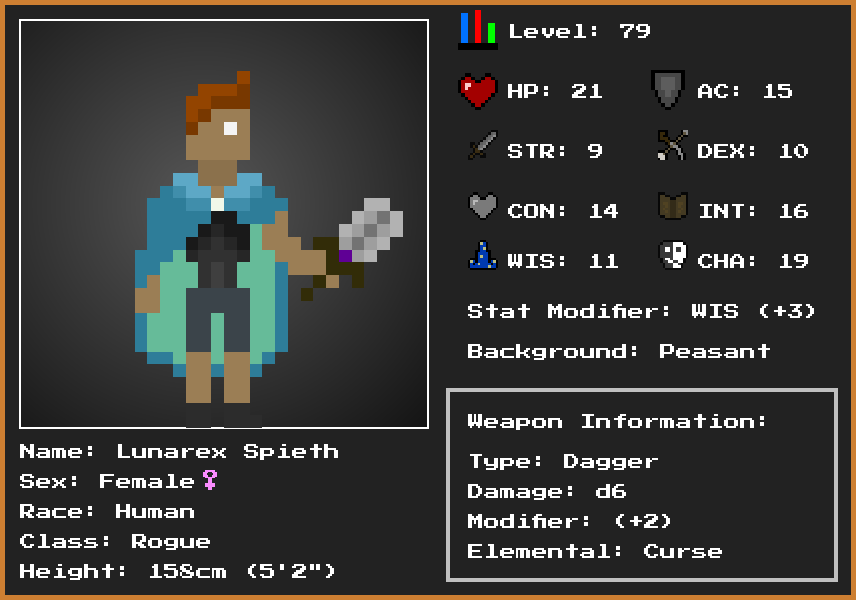 Level: 79
HP: 21 AC: 15
STR: 9 DEX: 10
CON: 14 INT: 16
WIS: 11 CHA: 19
Stat Modifier: WIS (+3)
Background: Peasant
Weapon Information:
Type: Dagger
Damage: d6
Modifier: (+2)
Elemental: Curse
Name: Lunarex Spieth
Sex: Female♀
Race: Human
Class: Rogue
Height: 158cm (5'2")